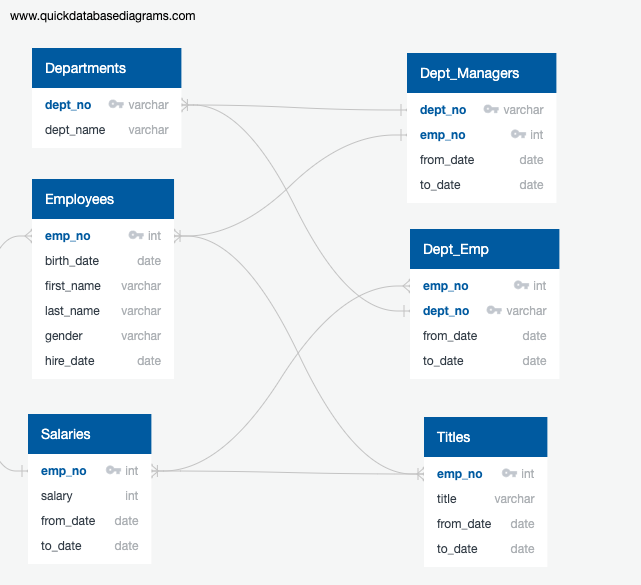 www.quickdatabasediagrams.com
Departments
dept_no varchar
dept_name varchar
Employees
emp_no int
birth_date date
first_name varchar
last_name varchar
gender varchar
hire_date date
Salaries
emp_no int
salary int
from_date date
to_date date
Dept_Managers
dept_no varchar
emp_no int
from_date date
to_date date
Dept_Emp
emp_no int
dept_no varchar
from_date date
to_date date
Titles
emp_no int
title varchar
from_date date
to_date date